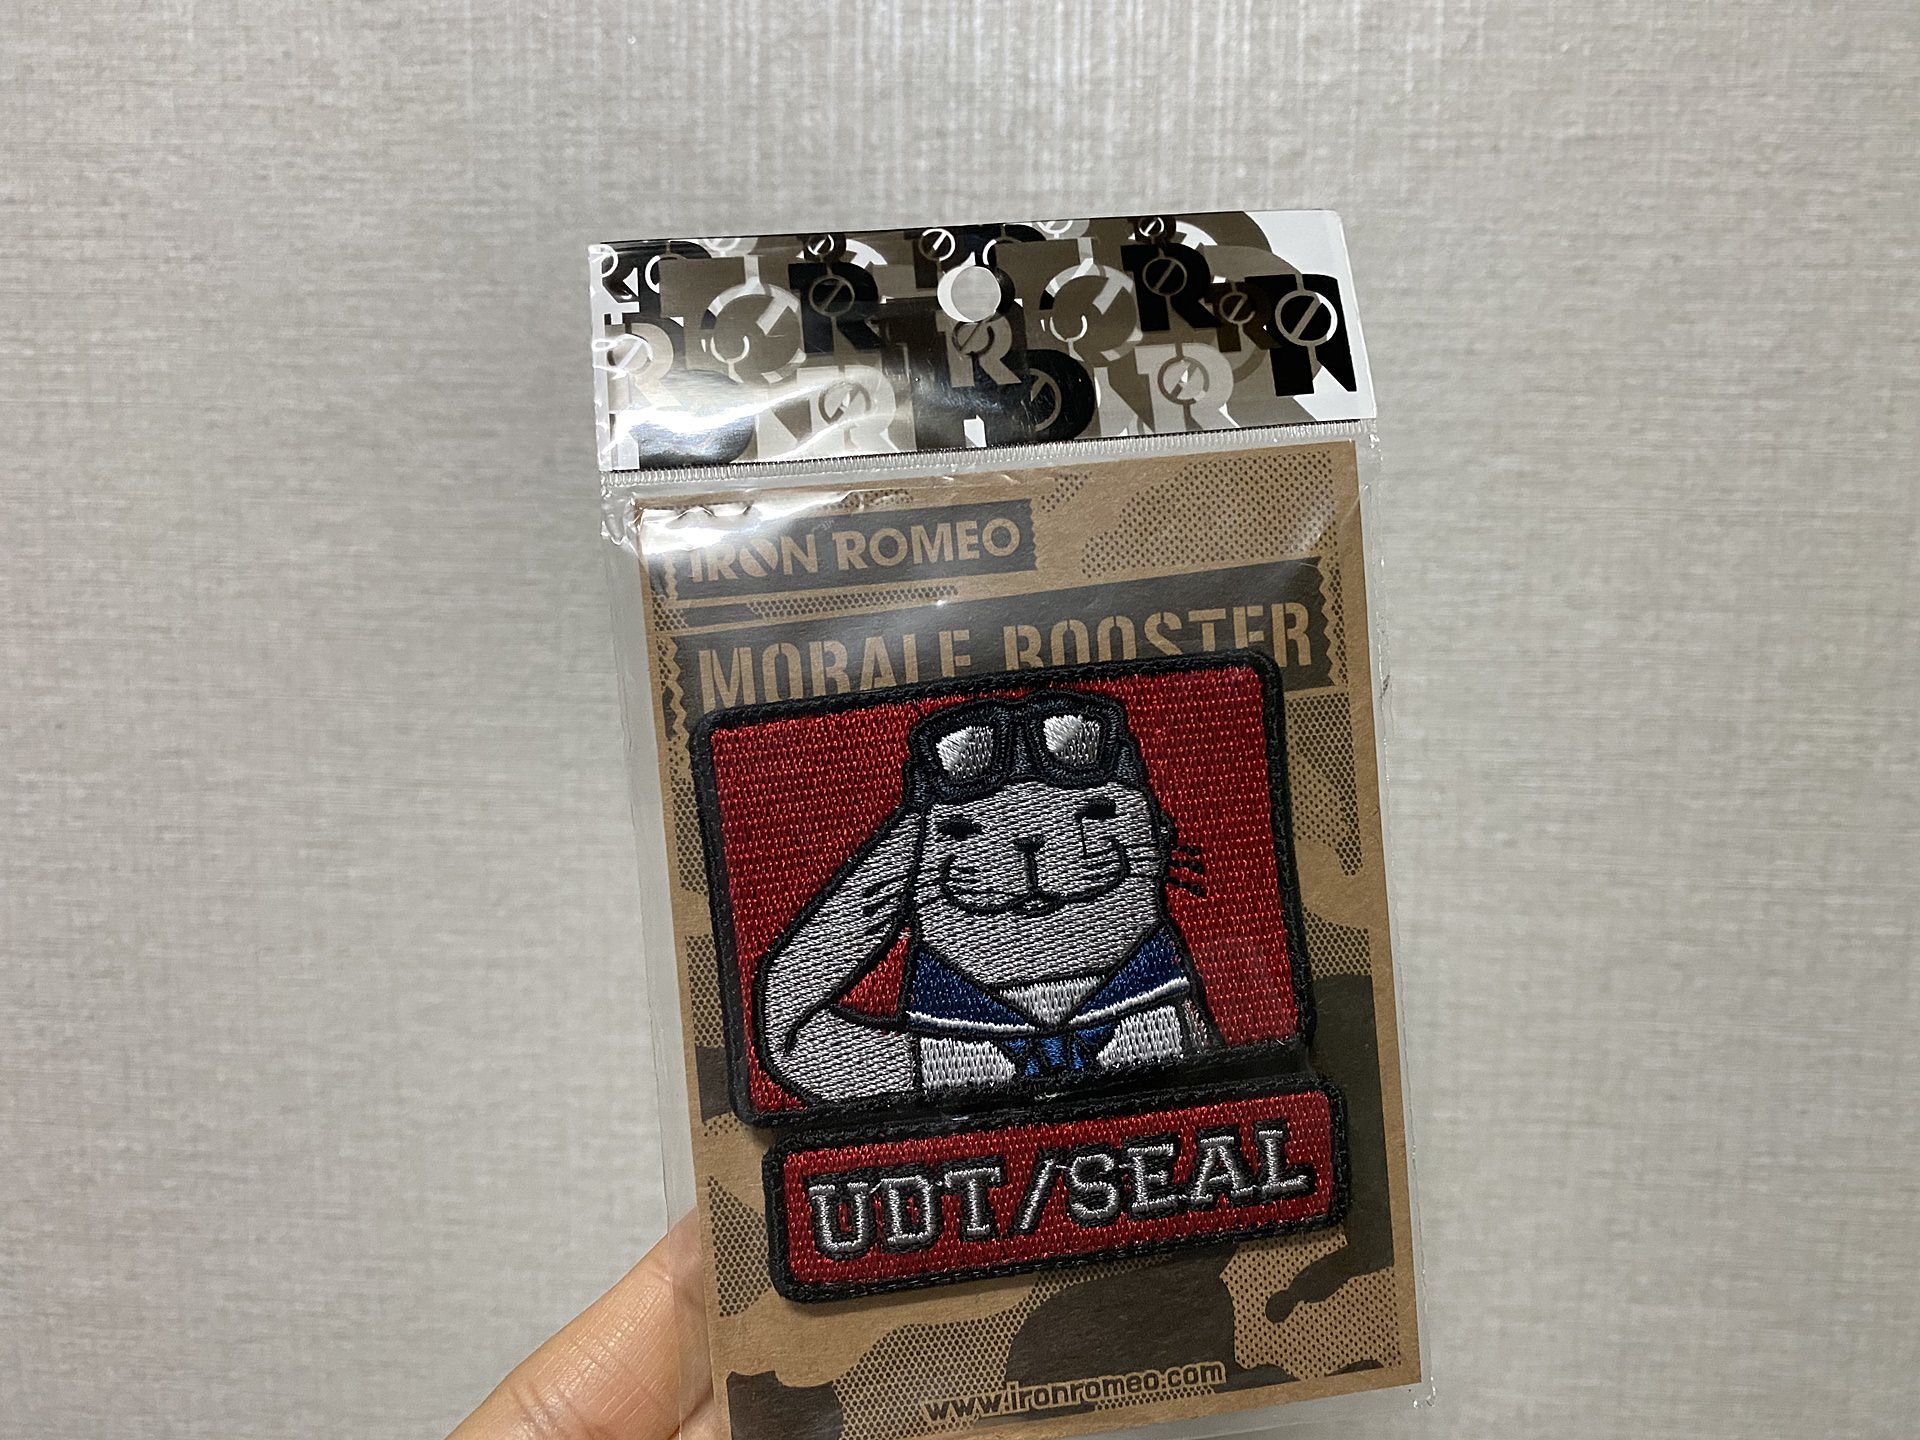 IRON ROMEO
MORALE BOOSTER
UDT/SEAL
www.ironromeo.com